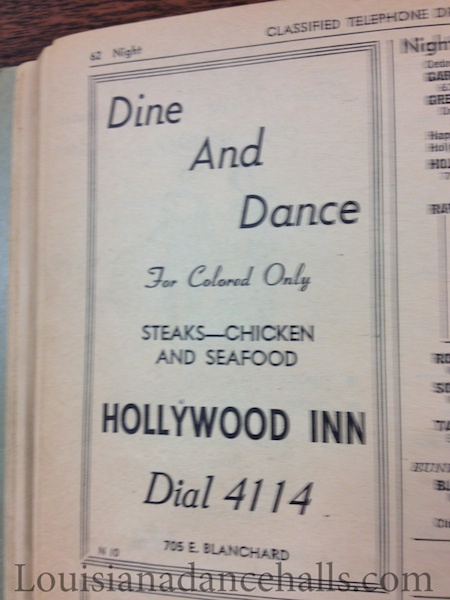 62 Night
CLASSIFIED TELEPHONE
Dine
And
Dance
For Colored Only
STEAKS—CHICKEN
AND SEAFOOD
HOLLYWOOD INN
Dial 4114
N 10
705 E. BLANCHARD
Night
Louisianadancehalls.com